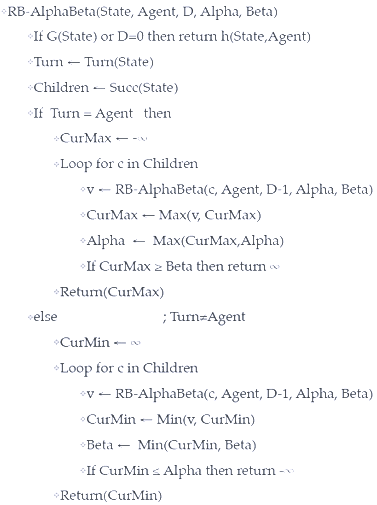 RB-AlphaBeta(State, Agent, D, Alpha, Beta)
If G(State) or D=0 then return h(State,Agent)
Turn ← Turn(State)
Children ← Succ(State)
If Turn = Agent then
CurMax ← -∞
Loop for c in Children
v ← RB-AlphaBeta(c, Agent, D-1, Alpha, Beta)
CurMax ← Max(v, CurMax)
Alpha ← Max(CurMax,Alpha)
If CurMax ≥ Beta then return ∞
Return(CurMax)
else ; Turn≠Agent
CurMin ← ∞
Loop for c in Children
v ← RB-AlphaBeta(c, Agent, D-1, Alpha, Beta)
CurMin ← Min(v, CurMin)
Beta ← Min(CurMin, Beta)
If CurMin ≤ Alpha then return -∞
Return(CurMin)